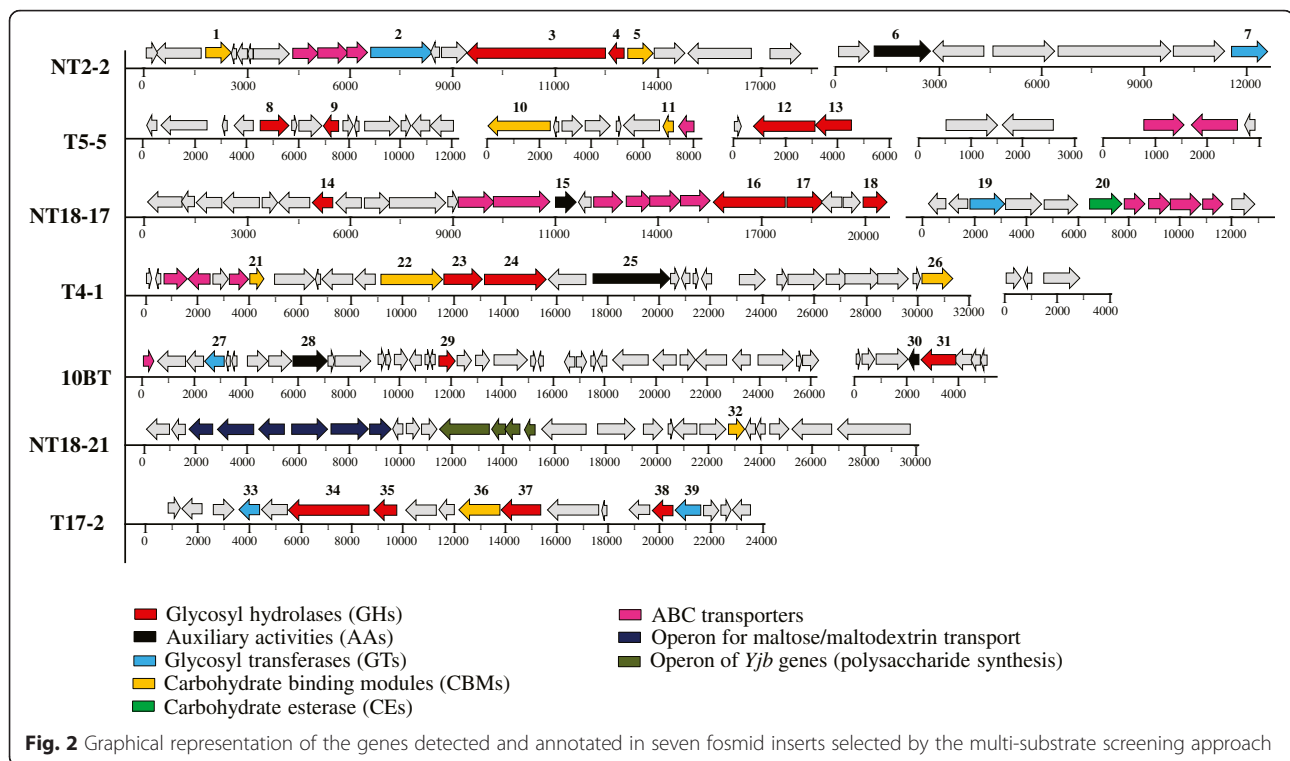 1 2 3 4 5 6 7
NT2-2
0 3000 6000 9000 11000 14000 17000 0 3000 6000 9000 12000
8 9 10 11 12 13
T5-5
0 2000 4000 6000 8000 10000 12000 0 2000 4000 6000 8000 0 2000 4000 6000 0 1000 2000 3000 0 1000 2000
14 15 16 17 18 19 20
NT18-17
0 3000 6000 9000 11000 14000 17000 20000 0 2000 4000 6000 8000 10000 12000
21 22 23 24 25 26
T4-1
0 2000 4000 6000 8000 10000 12000 14000 16000 18000 20000 22000 24000 26000 28000 30000 32000 0 2000 4000
27 28 29 30 31
10BT
0 2000 4000 6000 8000 10000 12000 14000 16000 18000 20000 22000 24000 26000 0 2000 4000
32
NT18-21
0 2000 4000 6000 8000 10000 12000 14000 16000 18000 20000 22000 24000 26000 28000 30000
33 34 35 36 37 38 39
T17-2
0 2000 4000 6000 8000 10000 12000 14000 16000 18000 20000 22000 24000
Glycosyl hydrolases (GHs)
Auxiliary activities (AAs)
Glycosyl transferases (GTs)
Carbohydrate binding modules (CBMs)
Carbohydrate esterase (CEs)
ABC transporters
Operon for maltose/maltodextrin transport
Operon of Yjb genes (polysaccharide synthesis)
Fig. 2 Graphical representation of the genes detected and annotated in seven fosmid inserts selected by the multi-substrate screening approach